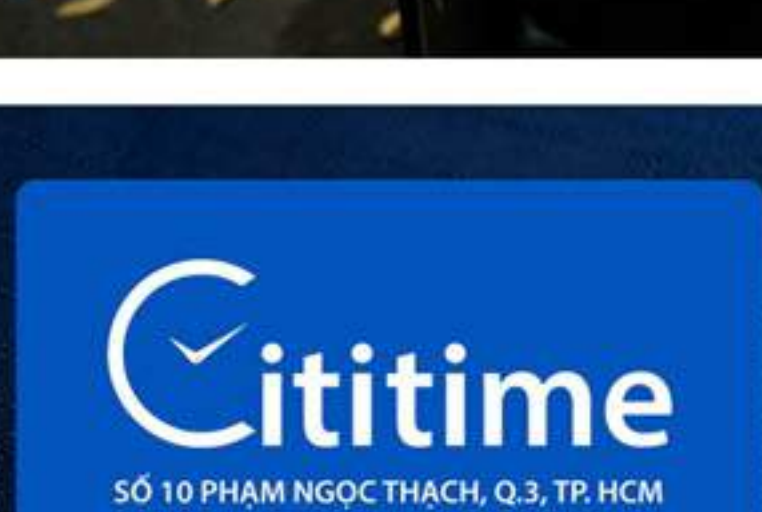 Cititime
SỐ 10 PHẠM NGỌC THẠCH, Q.3, TP. HCM